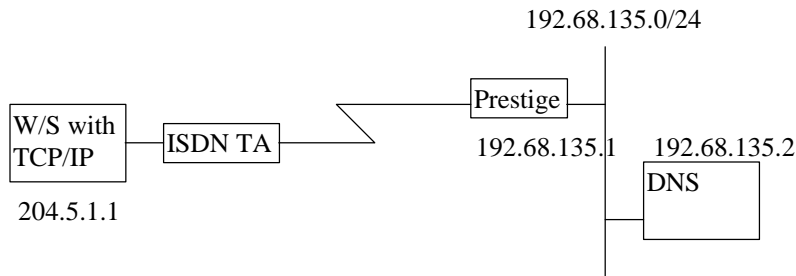 192.68.135.0/24
Prestige
W/S with
TCP/IP
ISDN TA
192.68.135.1
192.68.135.2
DNS
204.5.1.1